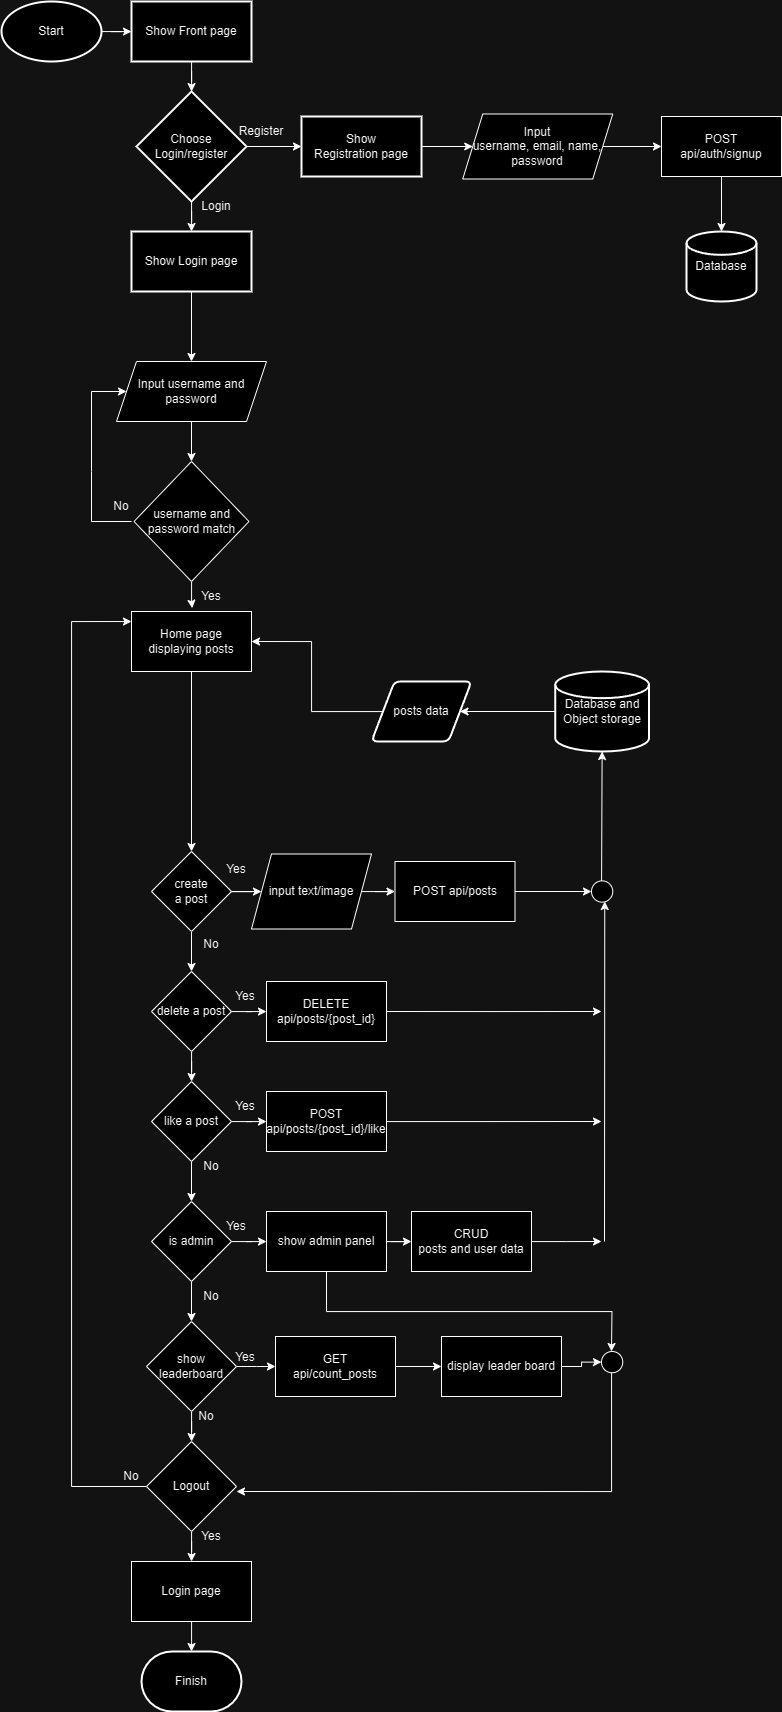 Start
Show Front page
Choose
Login/register
Register
Show
Registration page
Input
username, email, name,
password
POST
api/auth/signup
Login
Database
Show Login page
Input username and
password
No
username and
password match
Yes
Home page
displaying posts
posts data
Database and
Object storage
create
a post
Yes
input text/image
POST api/posts
No
delete a post
Yes
DELETE
api/posts/{post_id}
like a post
Yes
POST
api/posts/{post_id}/like
No
is admin
Yes
show admin panel
CRUD
posts and user data
No
show
leaderboard
Yes
GET
api/count_posts
display leader board
No
No
Logout
Yes
Login page
Finish